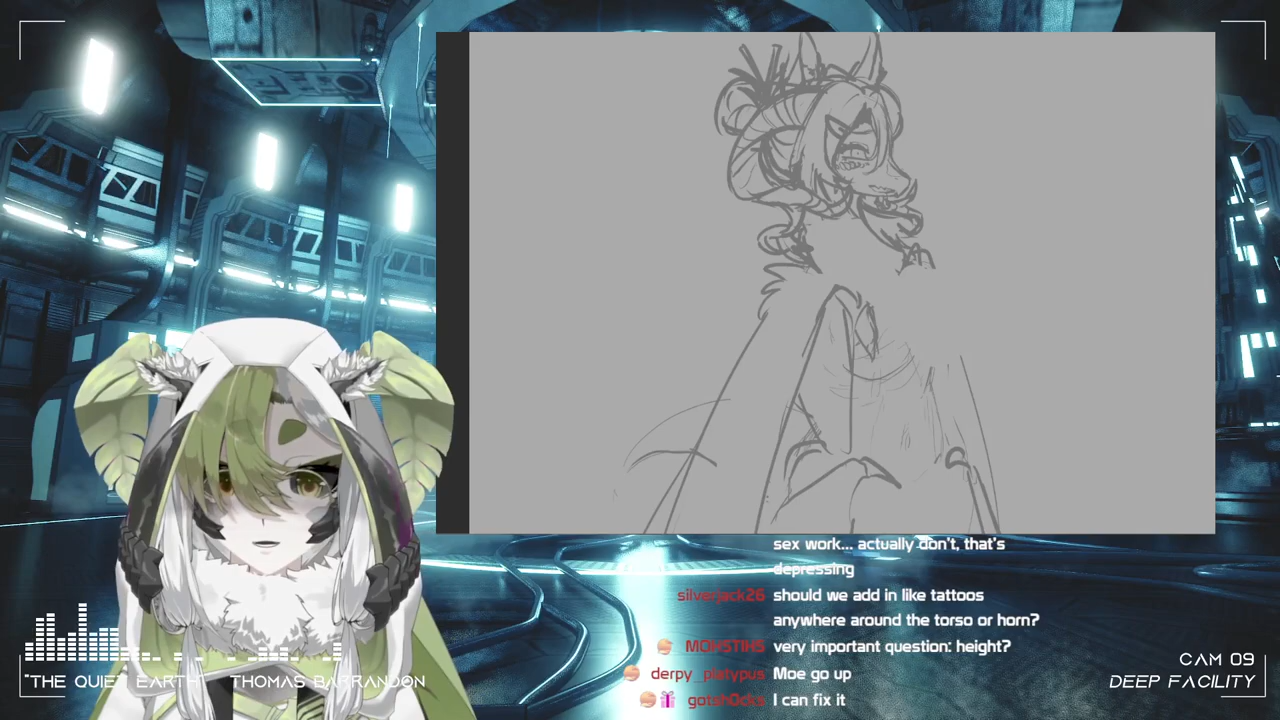 sex work... actually don't, that's
depressing
silverjack26 should we add in like tattoos
anywhere around the torso or horn?
MOHSTIHS very important question: height?
derpy_platypus Moe go up
gotsh0cks I can fix it
"THE QUIET EARTH" THOMAS BARRANDON
CAM 09
DEEP FACILITY